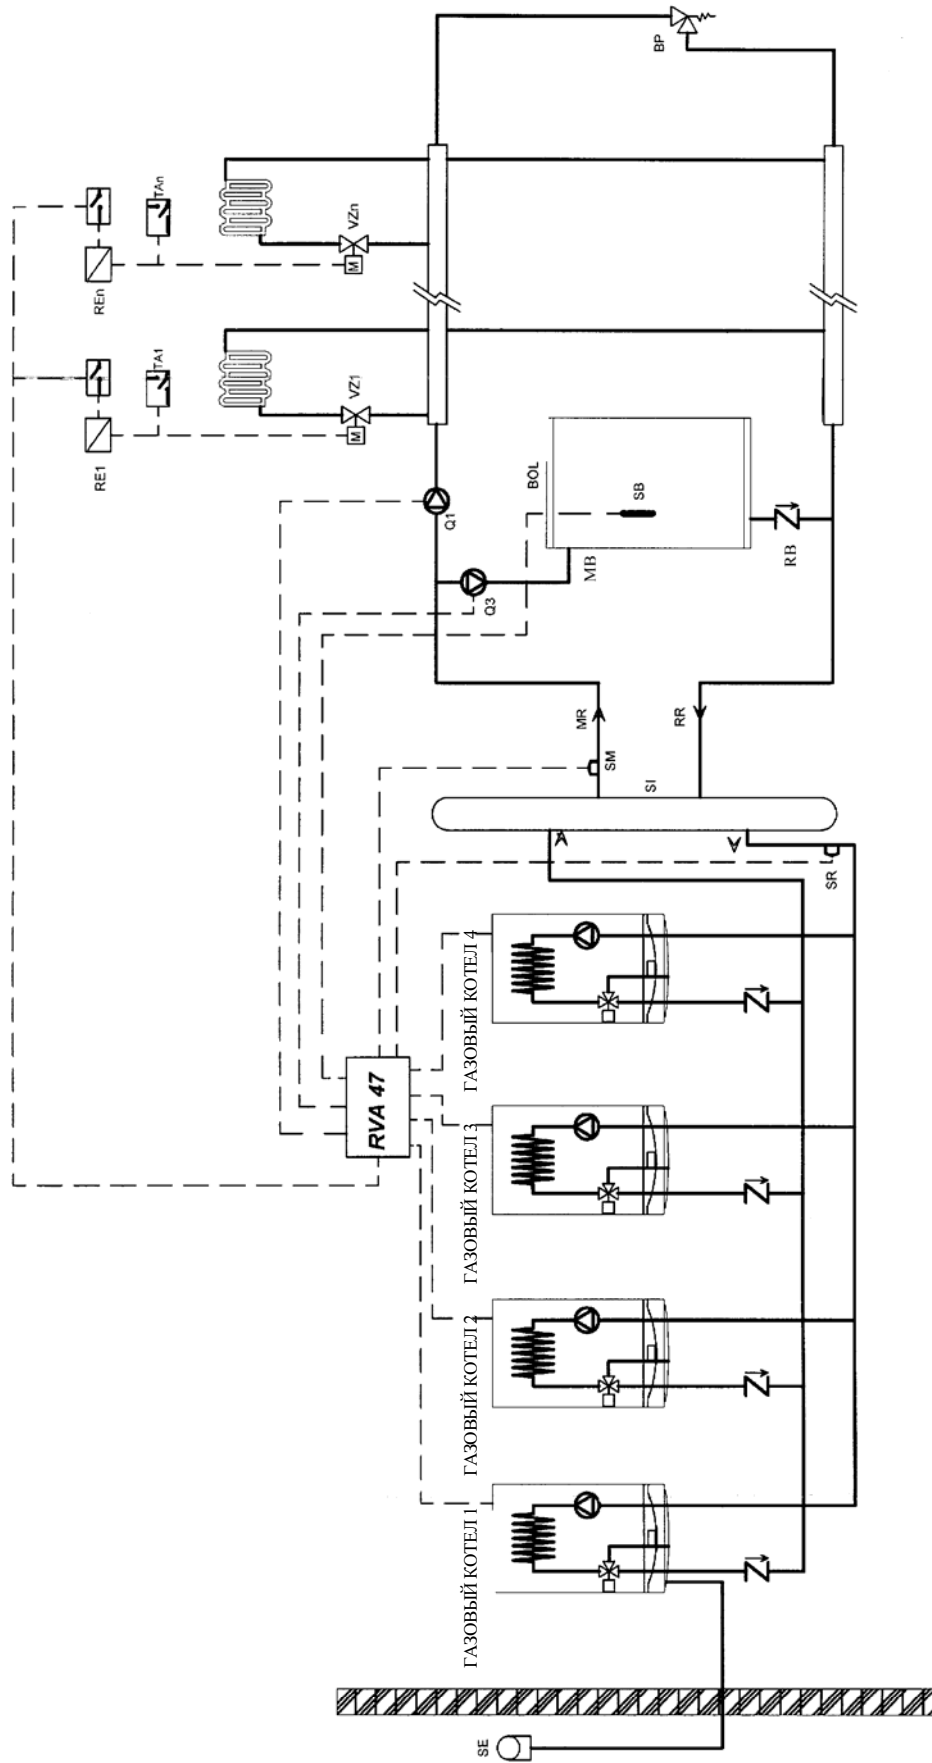 SE
ГАЗОВЫЙ КОТЕЛ 1
ГАЗОВЫЙ КОТЕЛ 2
ГАЗОВЫЙ КОТЕЛ 3
ГАЗОВЫЙ КОТЕЛ 4
RVA 47
SR
SI
SM
MR
RR
Q3
Q1
MB
RB
BOL
SB
RE1
TA1
M
VZ1
REn
TAn
M
VZn
BP